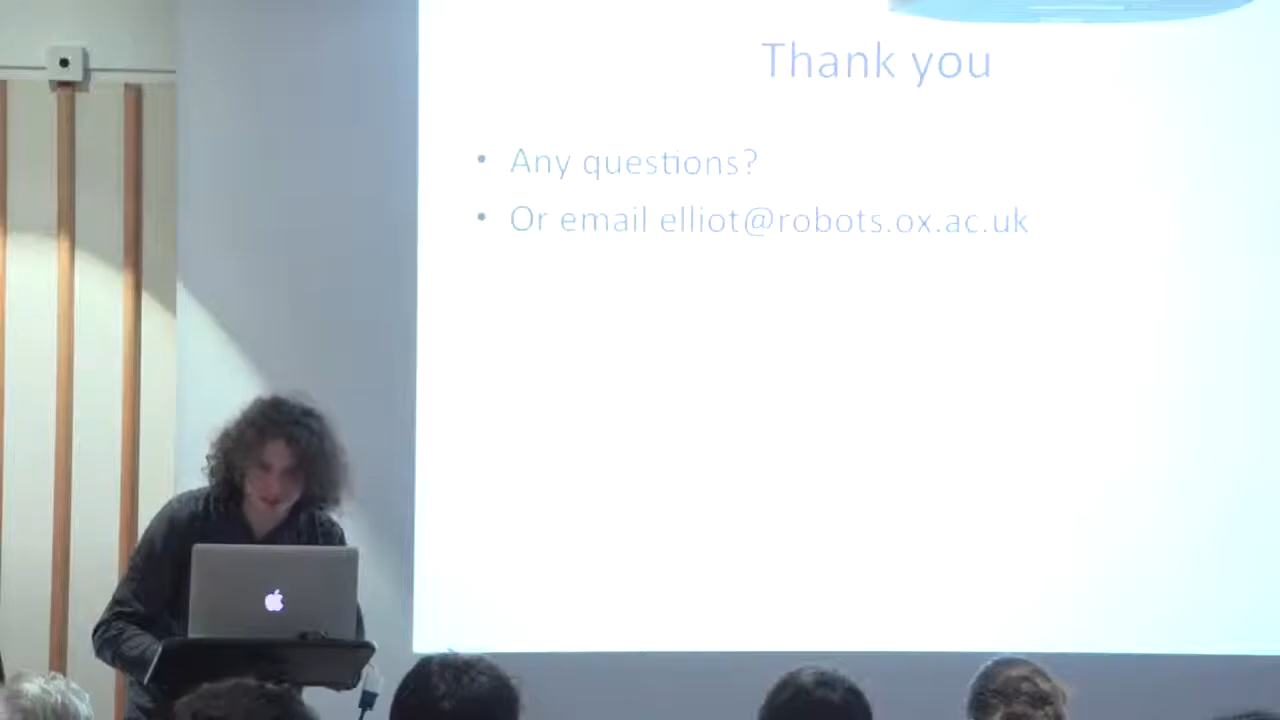 Thank you
• Any questions?
• Or email elliot@robots.ox.ac.uk